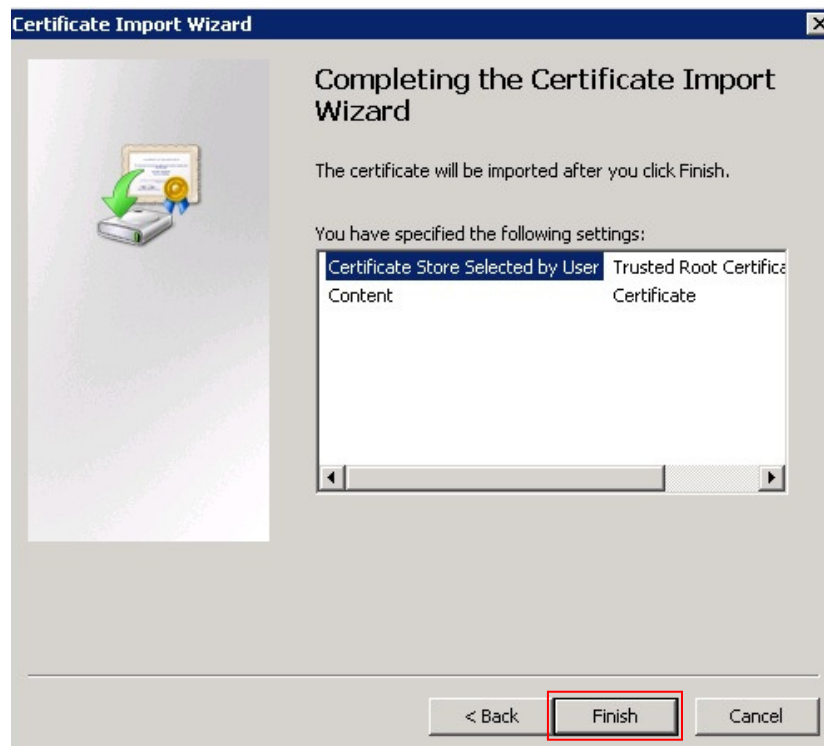 Certificate Import Wizard
Completing the Certificate Import
Wizard
The certificate will be imported after you click Finish.
You have specified the following settings:
Certificate Store Selected by User Trusted Root Certifica
Content Certificate
< Back Finish Cancel